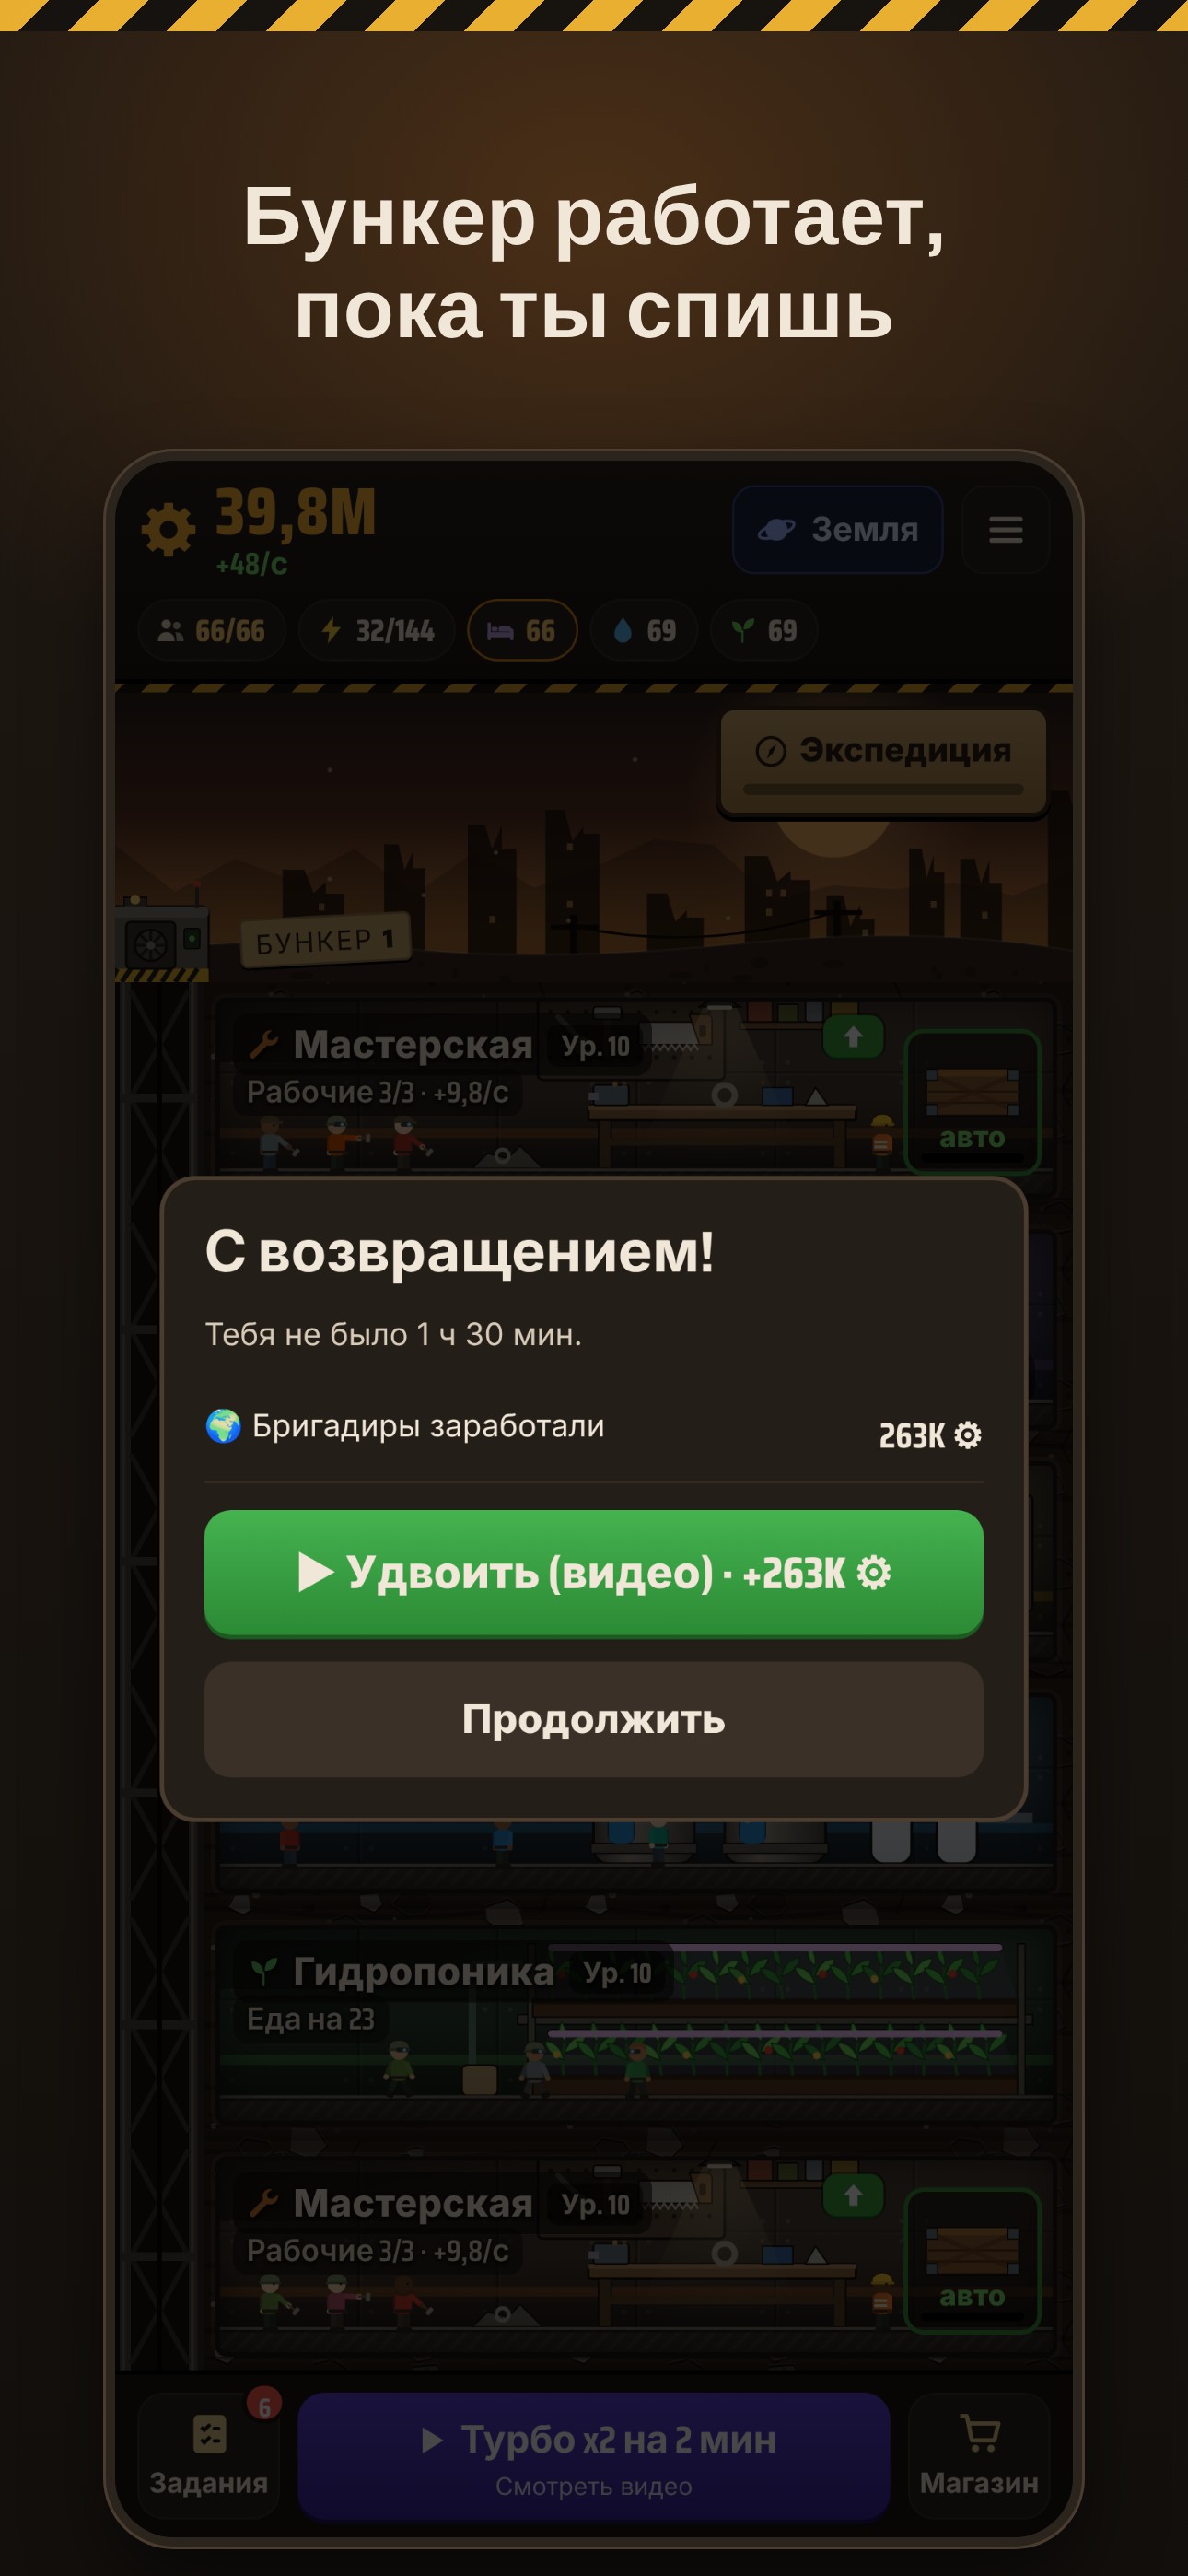 Бункер работает,
пока ты спишь
39,8M
+48/с
Земля
66/66
32/144
66
69
69
Экспедиция
БУНКЕР 1
Мастерская Ур. 10
Рабочие 3/3 · +9,8/с
авто
С возвращением!
Тебя не было 1 ч 30 мин.
Бригадиры заработали
263K
Удвоить (видео) · +263K
Продолжить
Гидропоника Ур. 10
Еда на 23
Мастерская Ур. 10
Рабочие 3/3 · +9,8/с
авто
6
Задания
Турбо x2 на 2 мин
Смотреть видео
Магазин